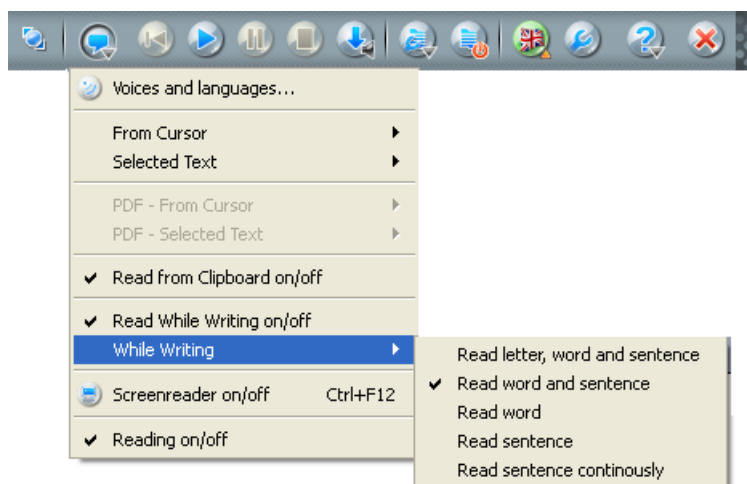 Voices and languages...
From Cursor
Selected Text
PDF - From Cursor
PDF - Selected Text
Read from Clipboard on/off
Read While Writing on/off
While Writing
Screenreader on/off Ctrl+F12
Reading on/off
Read letter, word and sentence
Read word and sentence
Read word
Read sentence
Read sentence continously